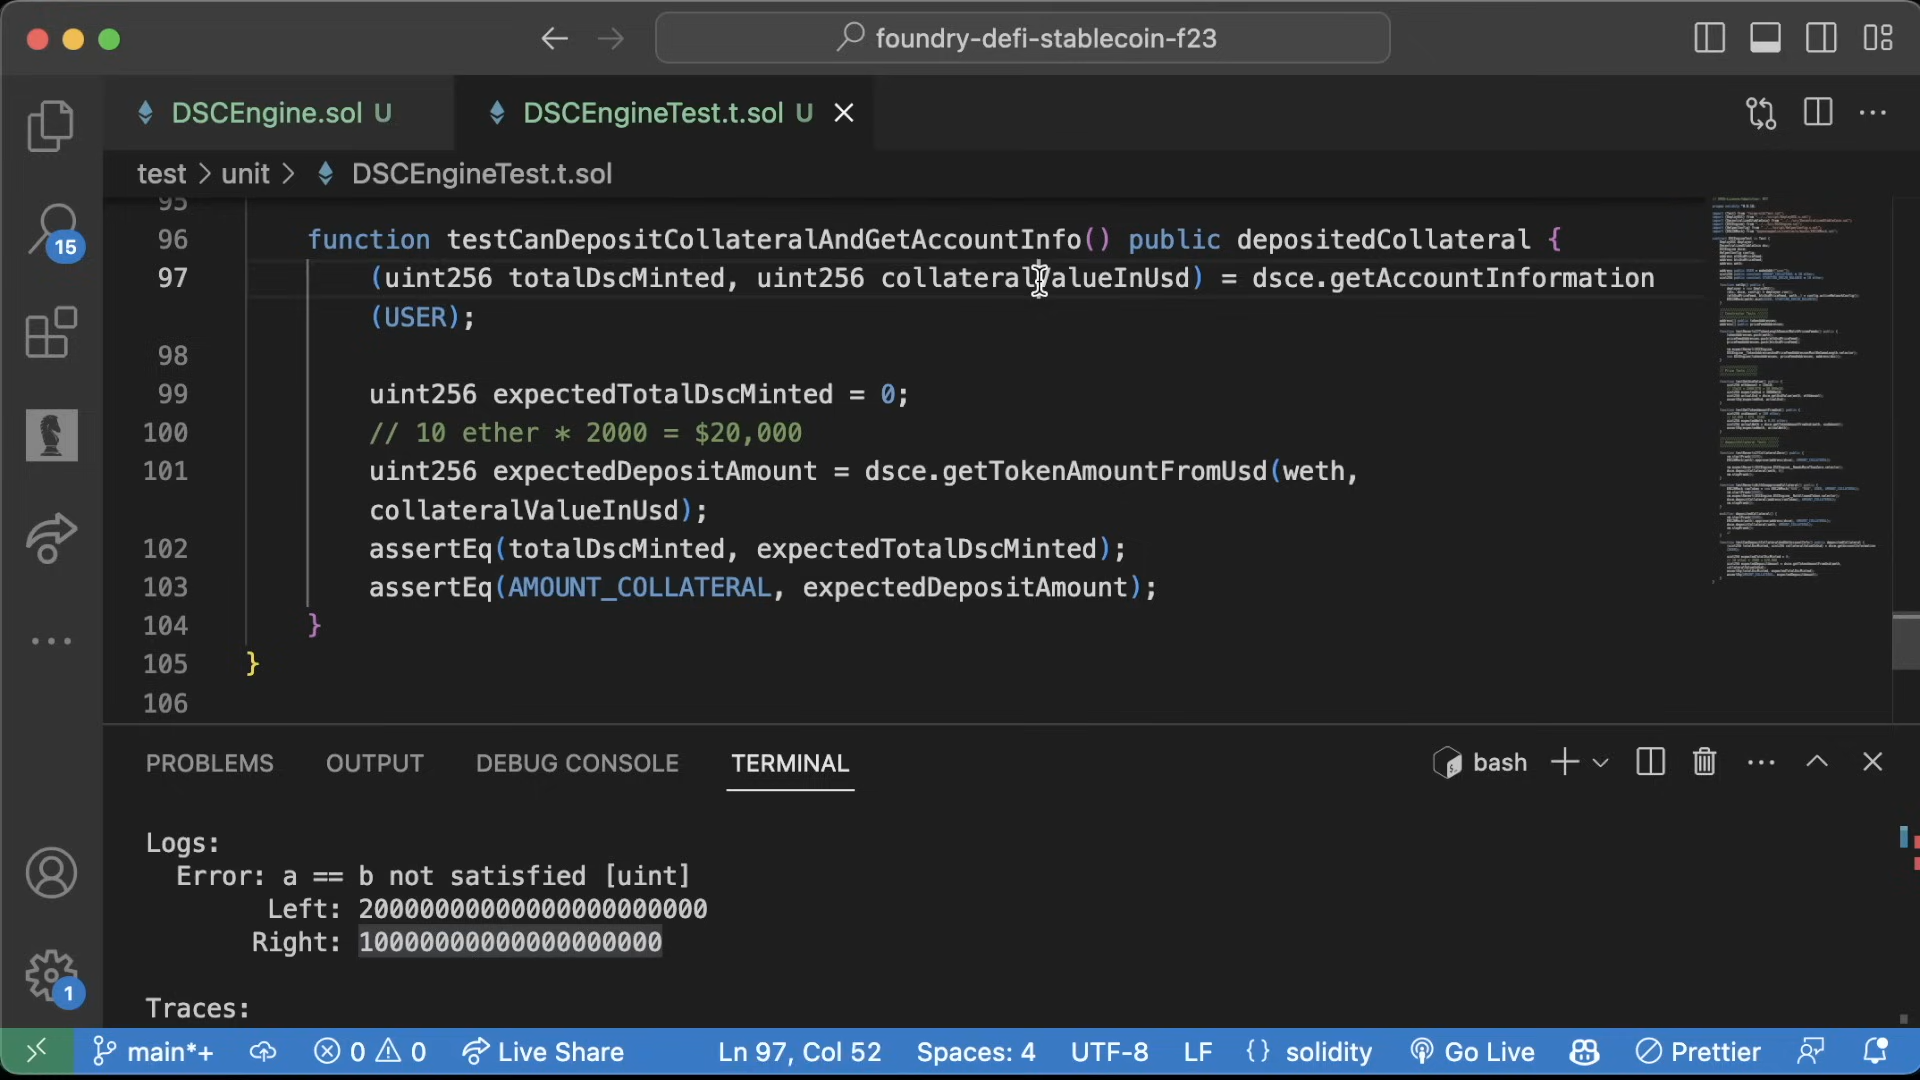 foundry-defi-stablecoin-f23
DSCEngine.sol U
DSCEngineTest.t.sol U
test > unit > DSCEngineTest.t.sol
15
95
96 function testCanDepositCollateralAndGetAccountInfo() public depositedCollateral {
97 (uint256 totalDscMinted, uint256 collateralValueInUsd) = dsce.getAccountInformation
(USER);
98
99 uint256 expectedTotalDscMinted = 0;
100 // 10 ether * 2000 = $20,000
101 uint256 expectedDepositAmount = dsce.getTokenAmountFromUsd(weth,
collateralValueInUsd);
102 assertEq(totalDscMinted, expectedTotalDscMinted);
103 assertEq(AMOUNT_COLLATERAL, expectedDepositAmount);
104 }
105 }
106
PROBLEMS OUTPUT DEBUG CONSOLE TERMINAL bash
Logs:
Error: a == b not satisfied [uint]
Left: 20000000000000000000000
Right: 10000000000000000000
Traces:
1
main*+ 0 0 Live Share Ln 97, Col 52 Spaces: 4 UTF-8 LF {} solidity Go Live Prettier